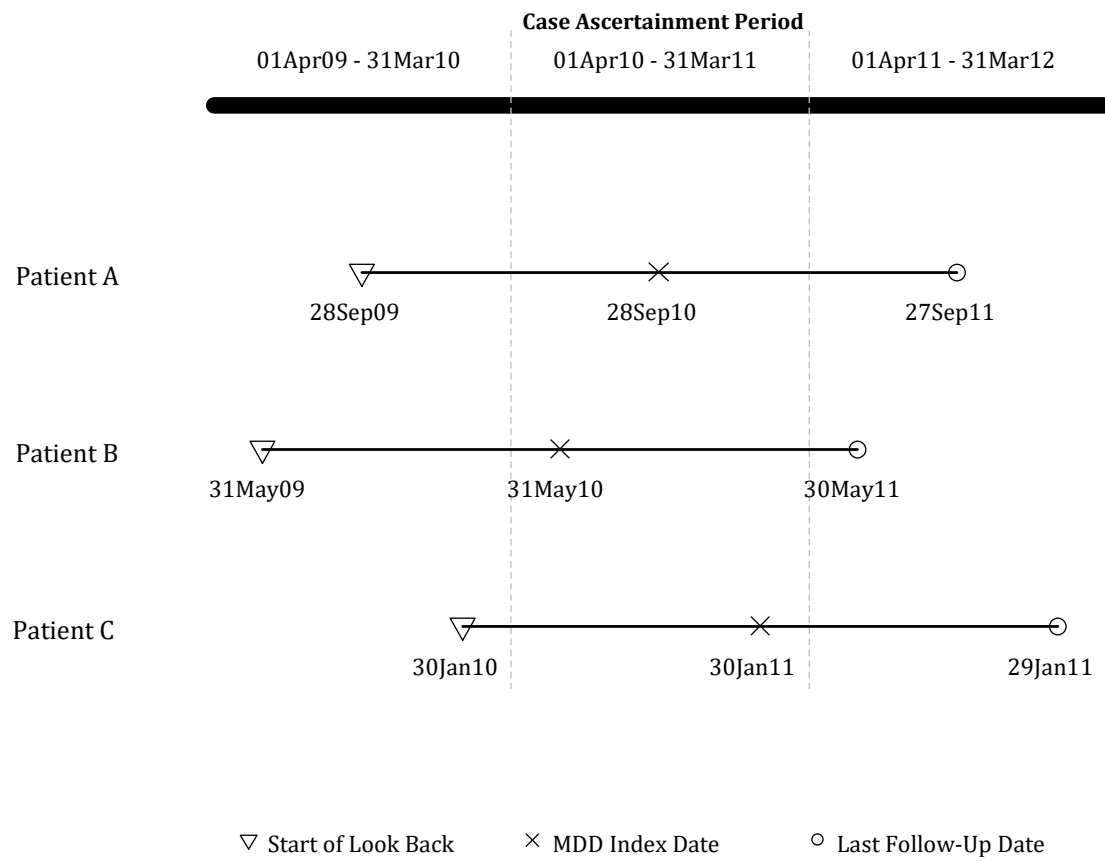 Case Ascertainment Period
01Apr09 - 31Mar10 01Apr10 - 31Mar11 01Apr11 - 31Mar12
Patient A
28Sep09 28Sep10 27Sep11
Patient B
31May09 31May10 30May11
Patient C
30Jan10 30Jan11 29Jan11
Start of Look Back MDD Index Date Last Follow-Up Date